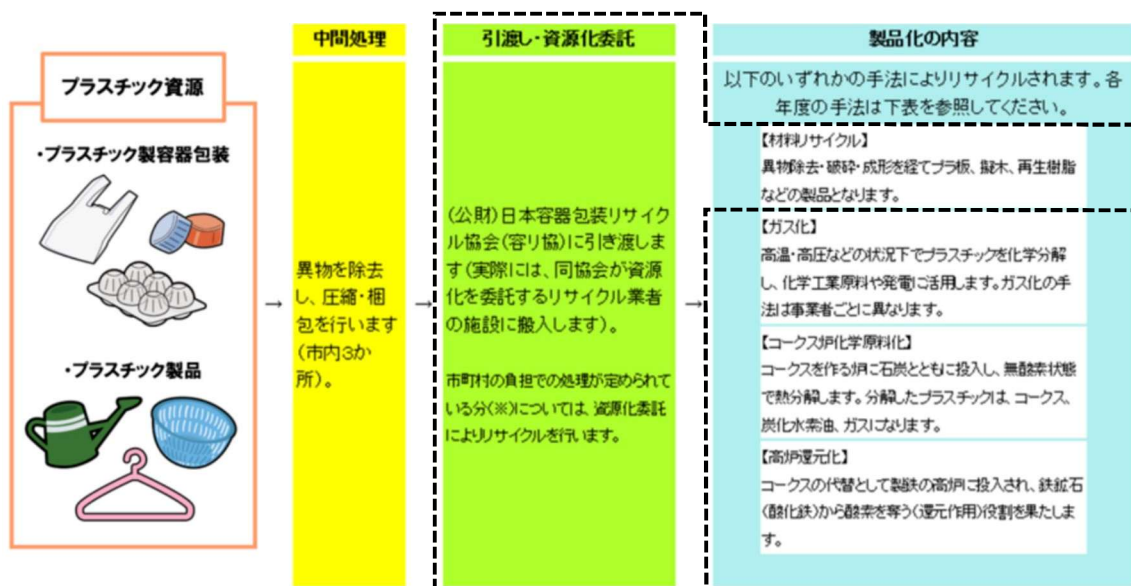 プラスチック資源
・プラスチック製容器包装
・プラスチック製品
→
中間処理
異物を除去
し、圧縮・梱
包を行います
(市内3か
所)。
→
引渡し・資源化委託
(公財)日本容器包装リサイク
ル協会(容リ協)に引き渡しま
す(実際には、同協会が資源
化を委託するリサイクル業者
の施設に搬入します)。
市町村の負担での処理が定められて
いる分(※)については、資源化委託
によりリサイクルを行います。
→
製品化の内容
以下のいずれかの手法によりリサイクルされます。各
年度の手法は下表を参照してください。
【材料リサイクル】
異物除去・破砕・成形を経てプラ板、擬木、再生樹脂
などの製品となります。
【ガス化】
高温・高圧などの状況下でプラスチックを化学分解
し、化学工業原料や発電に活用します。ガス化の手
法は事業者ごとに異なります。
【コークス炉化学原料化】
コークスを作る炉に石炭とともに投入し、無酸素状態
で熱分解します。分解したプラスチックは、コークス、
炭化水素油、ガスになります。
【高炉還元化】
コークスの代替として製鉄の高炉に投入され、鉄鉱石
(酸化鉄)から酸素を奪う(還元作用)役割を果たしま
す。